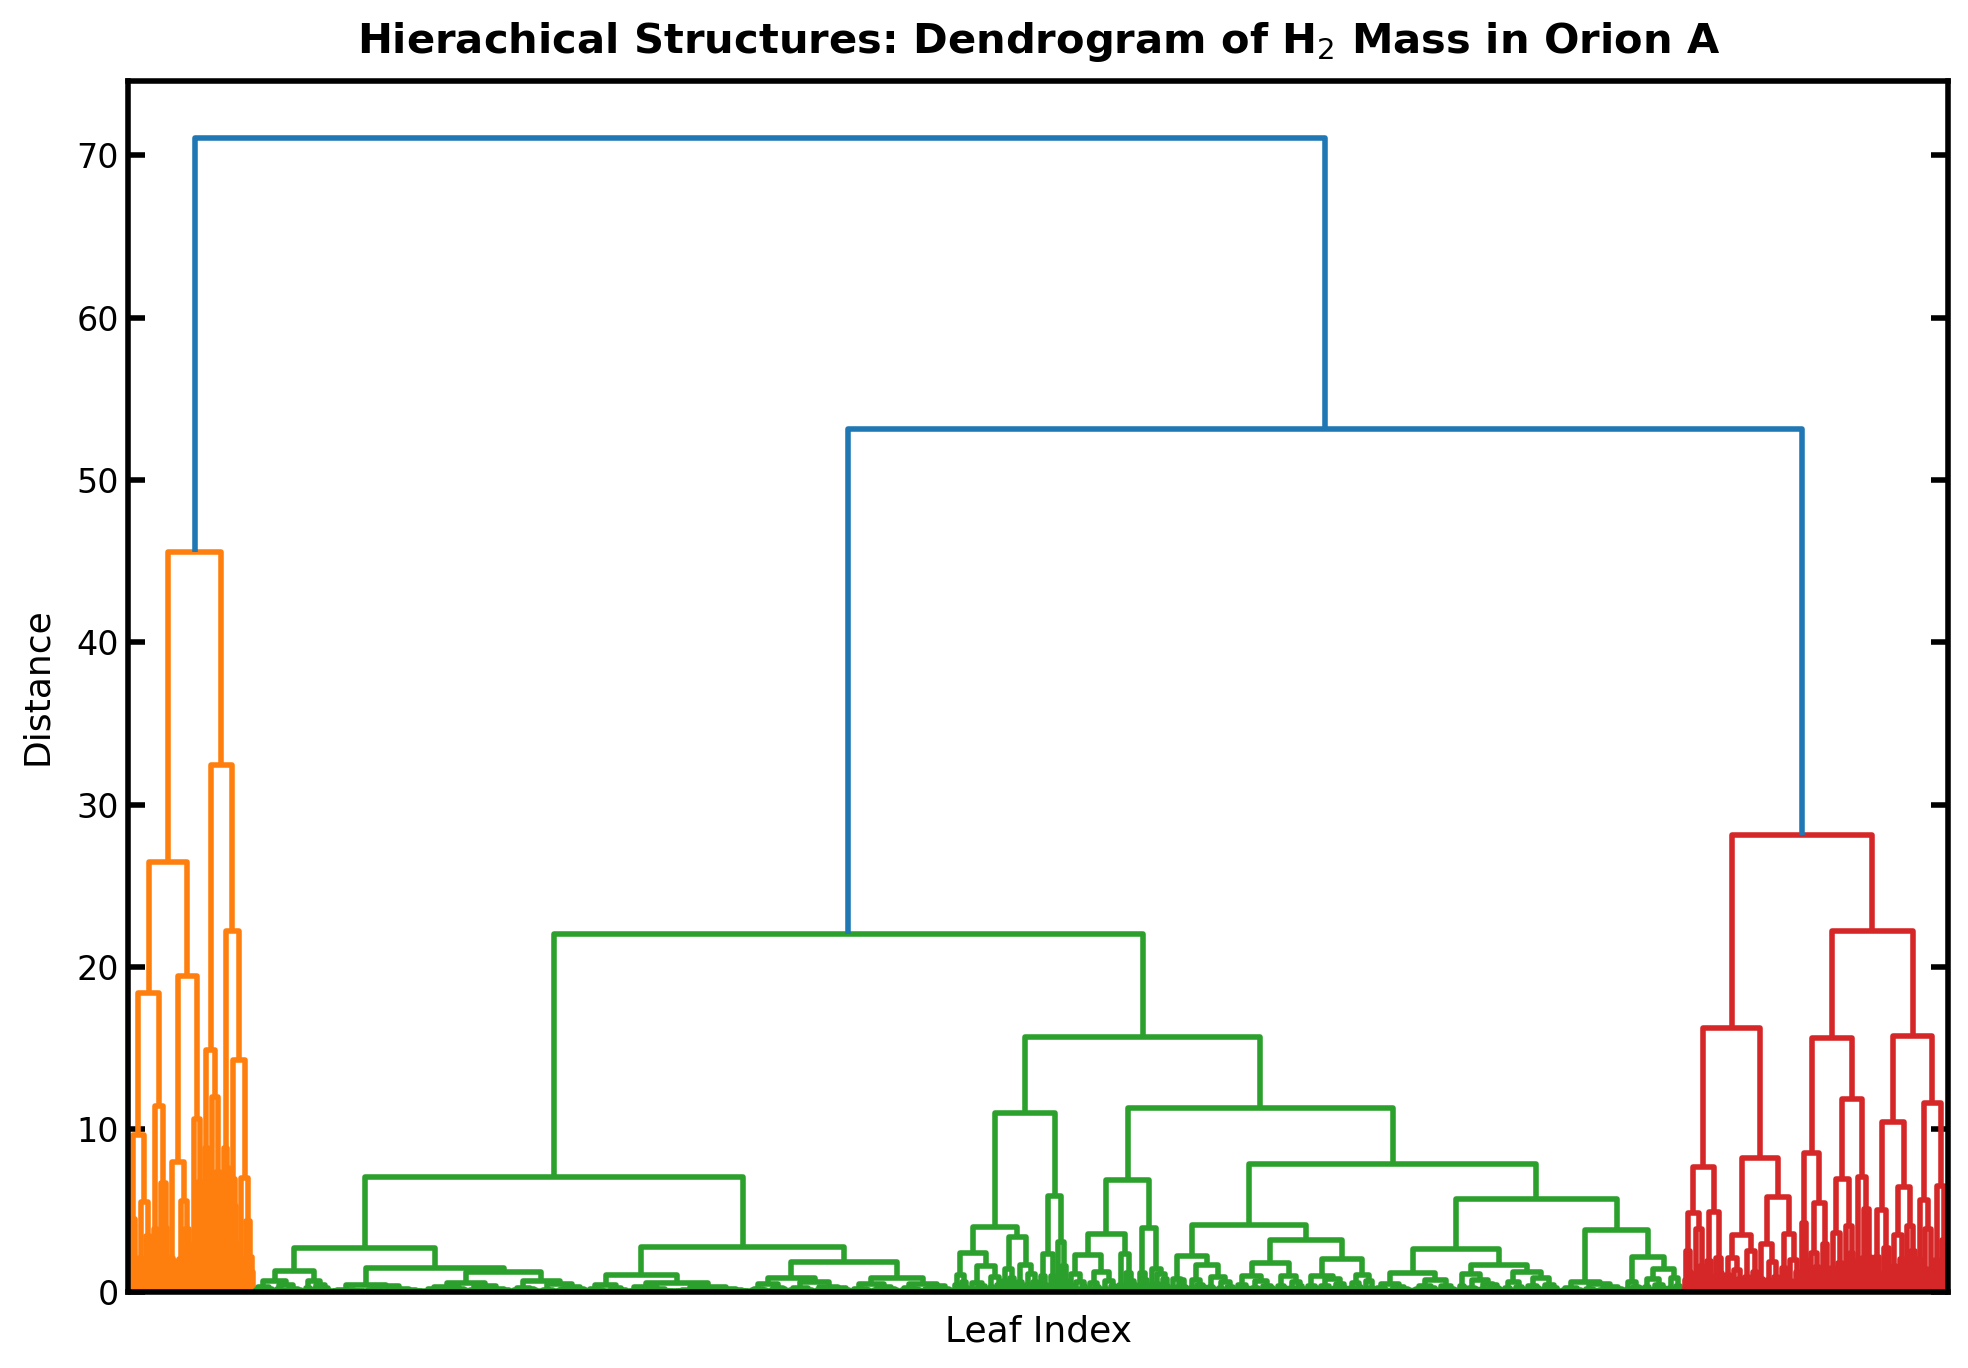 Hierachical Structures: Dendrogram of H₂ Mass in Orion A
70
60
50
40
30
20
10
0
Distance
Leaf Index